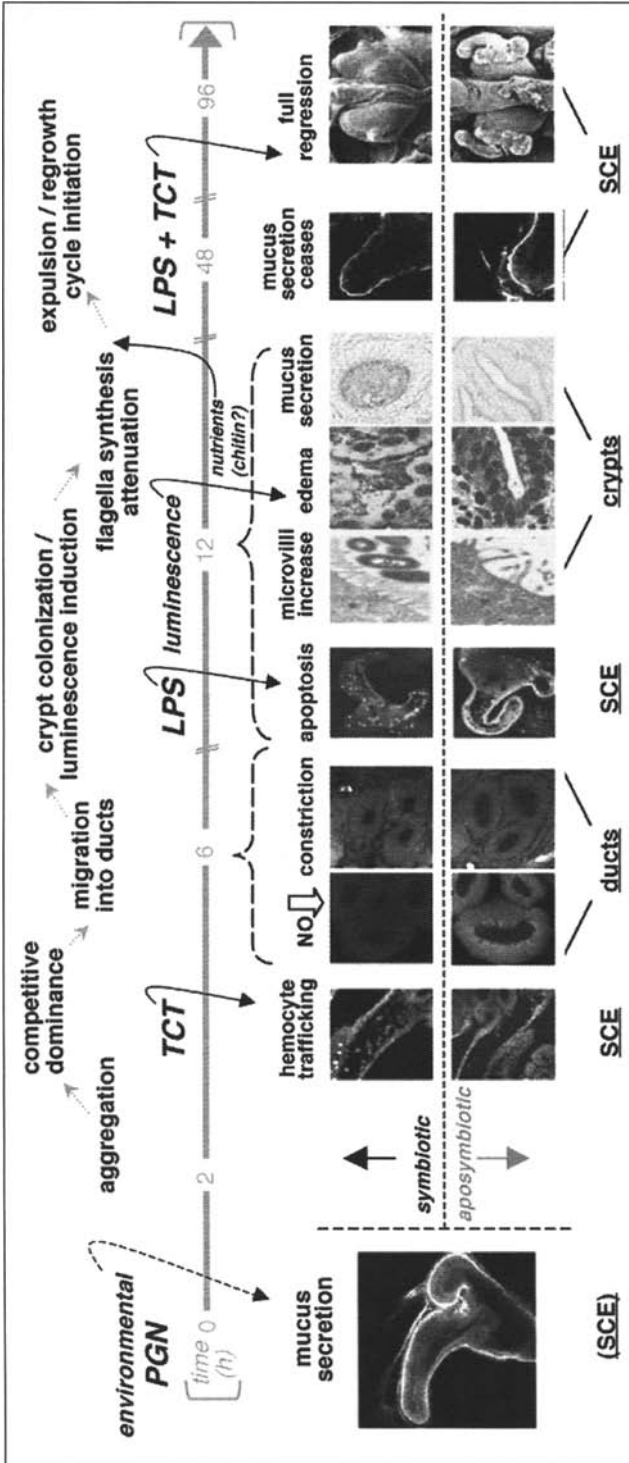 expulsion / regrowth
cycle initiation
flagella synthesis
attenuation
crypt colonization /
luminescence induction
migration
into ducts
competitive
dominance
aggregation
environmental
PGN
TCT
LPS
luminescence
LPS + TCT
time
(h)
0
2
6
12
48
96
nutrients
(chitin?)
mucus
secretion
hemocyte
trafficking
NO
constriction
apoptosis
microvilli
increase
edema
mucus
secretion
mucus
secretion
ceases
full
regression
symbiotic
aposymbiotic
(SCE)
SCE
ducts
SCE
crypts
SCE